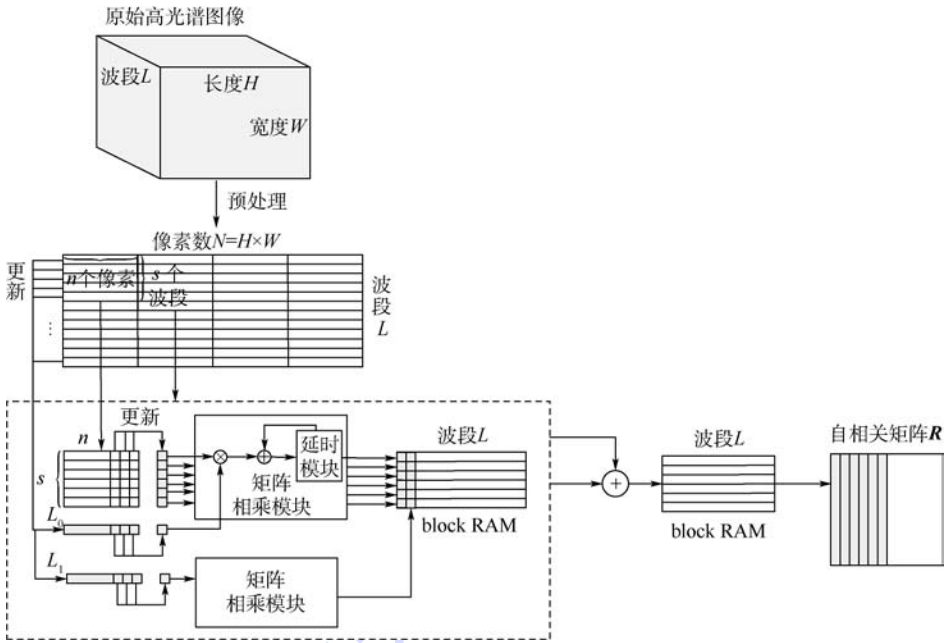 原始高光谱图像
波段L
长度H
宽度W
预处理
像素数N=H×W
更新
n个像素
s 个
波段
⋮
波段L
更新
n
s
L₀
L₁
延时
模块
矩阵
相乘模块
矩阵
相乘模块
波段L
block RAM
波段L
block RAM
自相关矩阵R